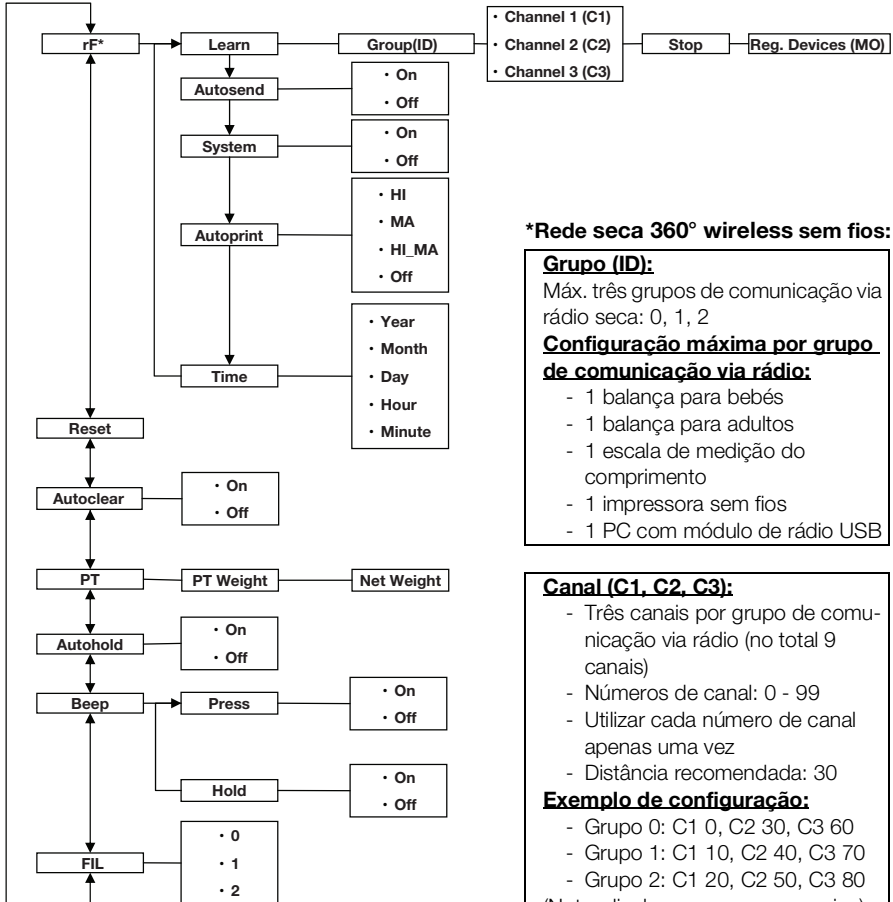 rF*
Learn
Group(ID)
• Channel 1 (C1)
• Channel 2 (C2)
• Channel 3 (C3)
Stop
Reg. Devices (MO)
Autosend
• On
• Off
System
• On
• Off
Autoprint
• HI
• MA
• HI_MA
• Off
Time
• Year
• Month
• Day
• Hour
• Minute
Reset
Autoclear
• On
• Off
PT
PT Weight
Net Weight
Autohold
• On
• Off
Beep
Press
• On
• Off
Hold
• On
• Off
FIL
• 0
• 1
• 2
*Rede seca 360° wireless sem fios:
Grupo (ID):
Máx. três grupos de comunicação via
rádio seca: 0, 1, 2
Configuração máxima por grupo
de comunicação via rádio:
- 1 balança para bebés
- 1 balança para adultos
- 1 escala de medição do
comprimento
- 1 impressora sem fios
- 1 PC com módulo de rádio USB
Canal (C1, C2, C3):
- Três canais por grupo de comu-
nicação via rádio (no total 9
canais)
- Números de canal: 0 - 99
- Utilizar cada número de canal
apenas uma vez
- Distância recomendada: 30
Exemplo de configuração:
- Grupo 0: C1 0, C2 30, C3 60
- Grupo 1: C1 10, C2 40, C3 70
- Grupo 2: C1 20, C2 50, C3 80